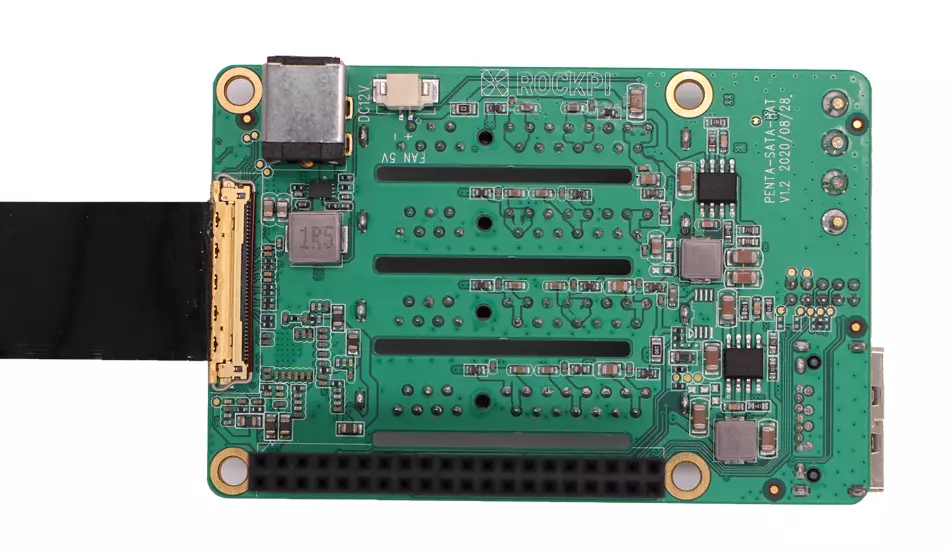 ROCKPI
DC12V
+ -
FAN 5V
1R5
PENTA-SATA-HAT
V1.2 2020/08/28.